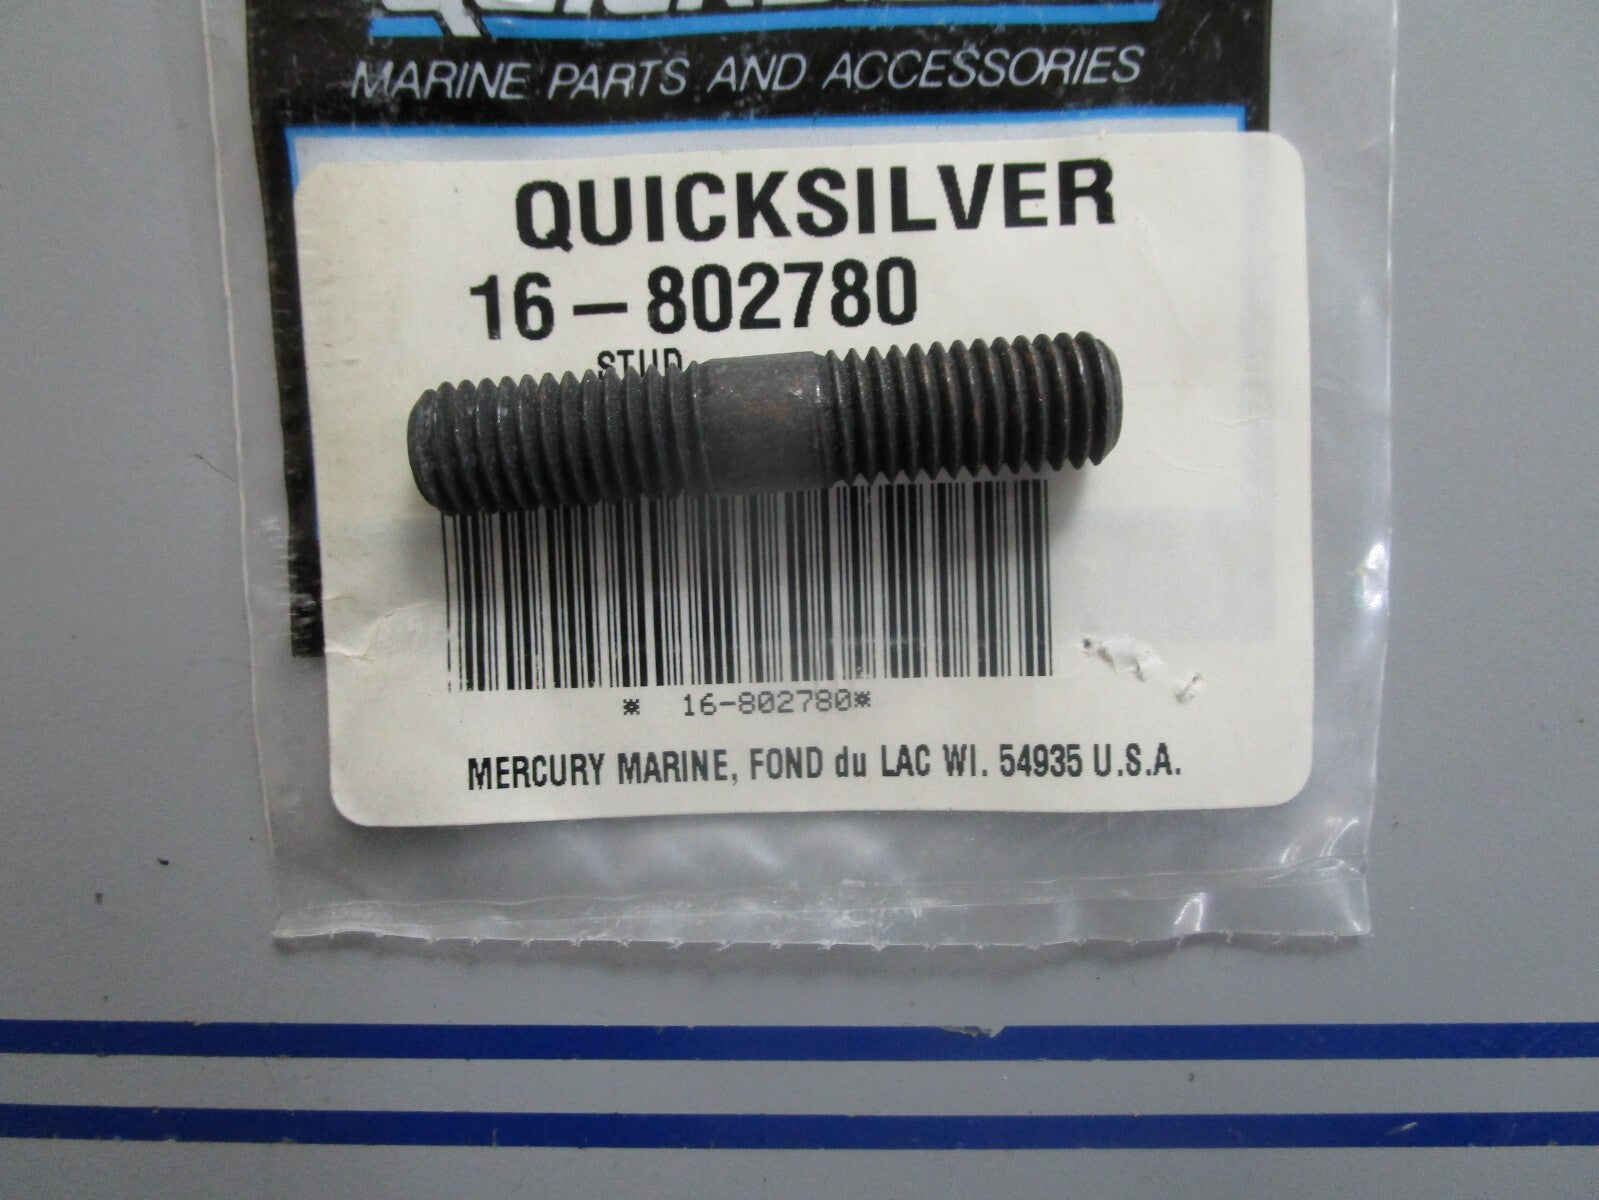 MARINE PARTS AND ACCESSORIES
QUICKSILVER
16-802780
STUD
* 16-802780*
MERCURY MARINE, FOND du LAC WI. 54935 U.S.A.